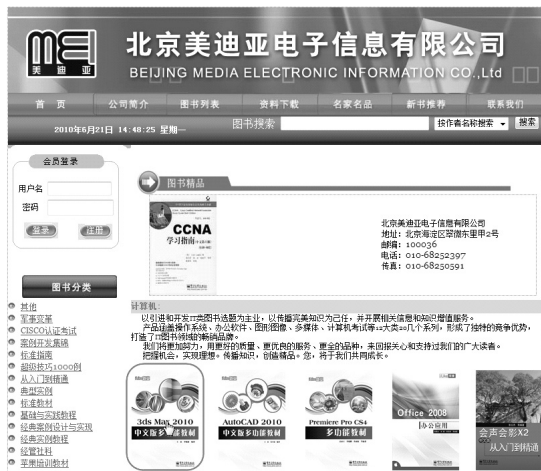 美迪亚
北京美迪亚电子信息有限公司
BEIJING MEDIA ELECTRONIC INFORMATION CO.,Ltd
首 页 公司简介 图书列表 资料下载 名家名品 新书推荐 联系我们
2010年6月21日 14:48:25 星期一 图书搜索 按作者名称搜索 搜索
会员登录
用户名
密码
登录 注册
图书分类
其他
军事变革
CISCO认证考试
案例开发集锦
标准指南
超级技巧1000例
从入门到精通
典型实例
标准教材
基础与实践教程
经典案例设计与实现
经典实例教程
经管社科
苹果培训教材
图书精品
CCNA
学习指南
北京美迪亚电子信息有限公司
地址：北京海淀区翠微东里甲2号
邮编：100036
电话：010-68252397
传真：010-68250591
计算机：
以引进和开发IT类图书选题为主业，以传播完美知识为己任，并开展相关信息和知识增值服务。
产品涵盖操作系统、办公软件、图形图像、多媒体、计算机考试等12大类20几个系列，形成了独特的竞争优势，
打造了IT图书领域的畅销品牌。
我们将更加努力，用更好的质量、更优良的服务、更全的品种，来回报关心和支持过我们的广大读者。
把握机会，实现理想。传播知识，创造精品。您，将于我们共同成长。
3ds Max 2010
中文版多功能教材
AutoCAD 2010
中文版多功能教材
Premiere Pro CS4
多功能教材
Office 2008
办公应用
会声会影X2
从入门到精通